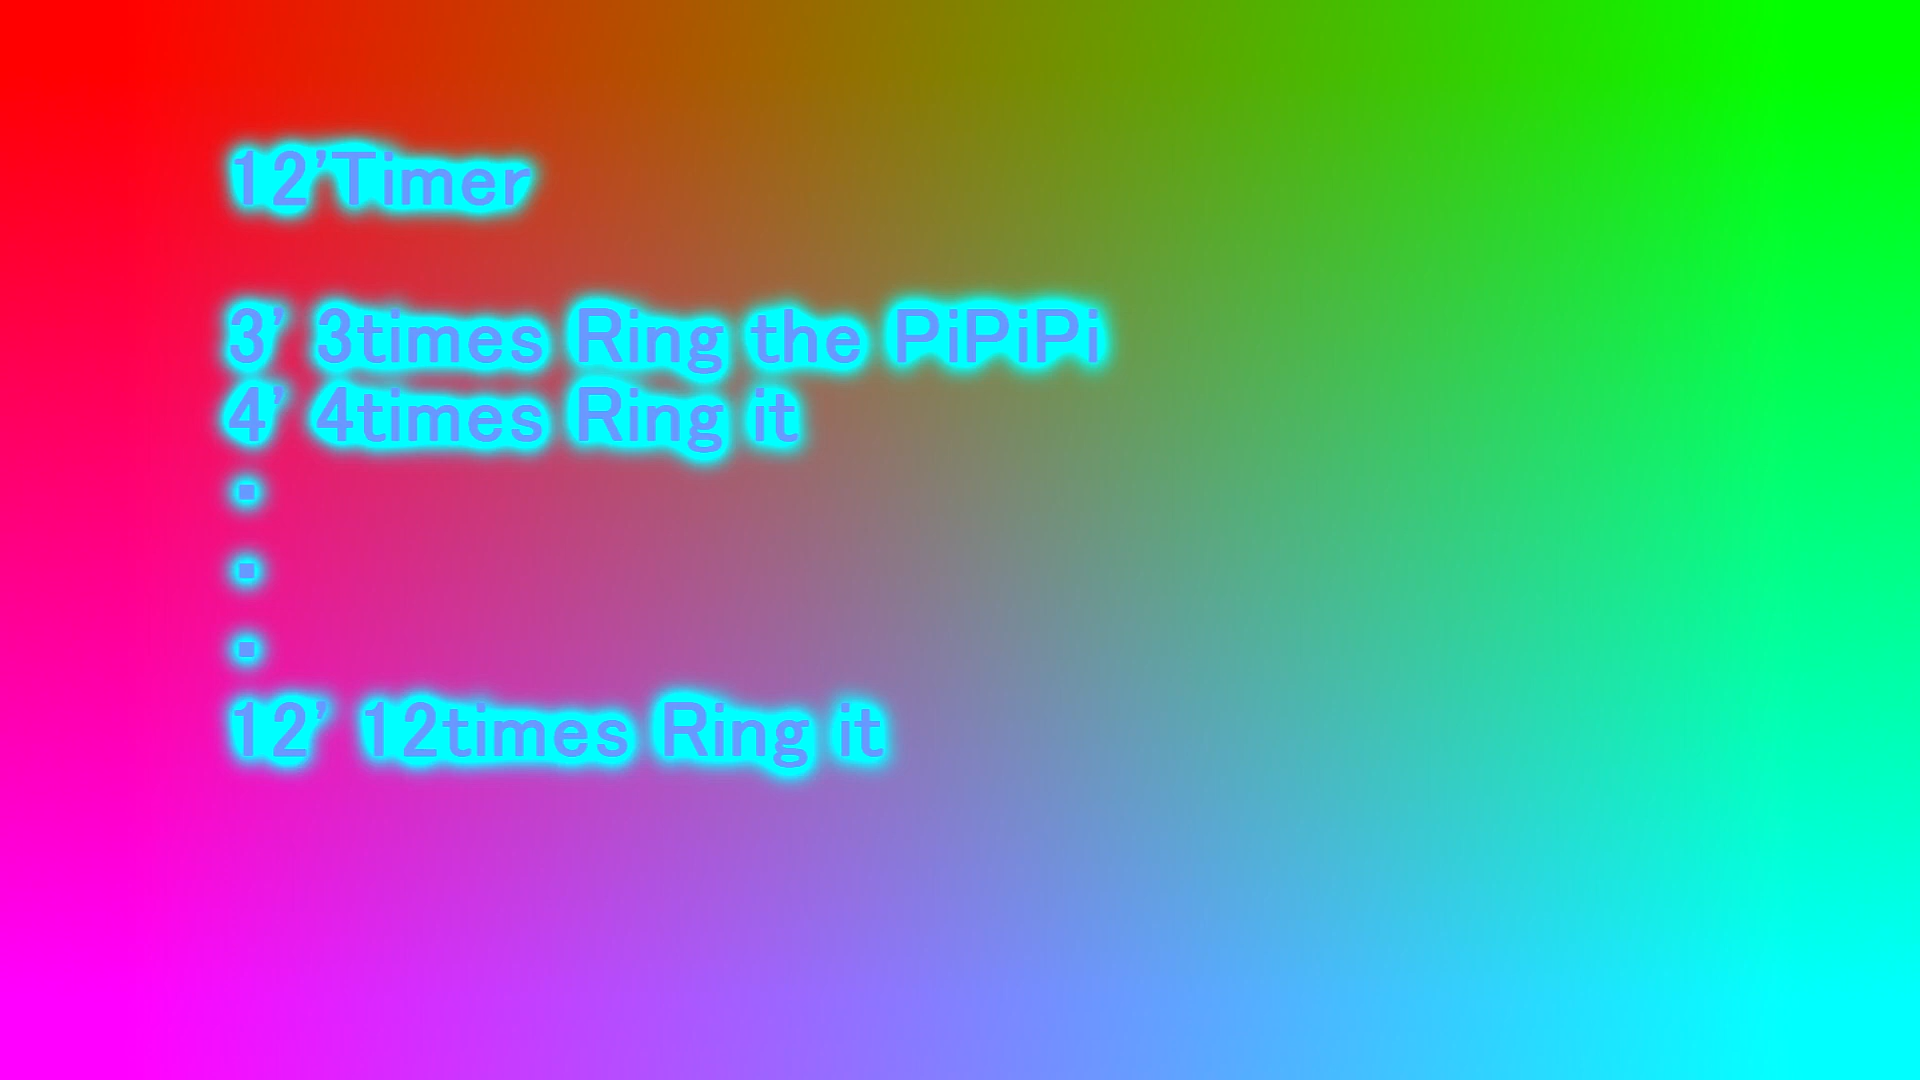 12'Timer
3' 3times Ring the PiPiPi
4' 4times Ring it
・
・
・
12' 12times Ring it